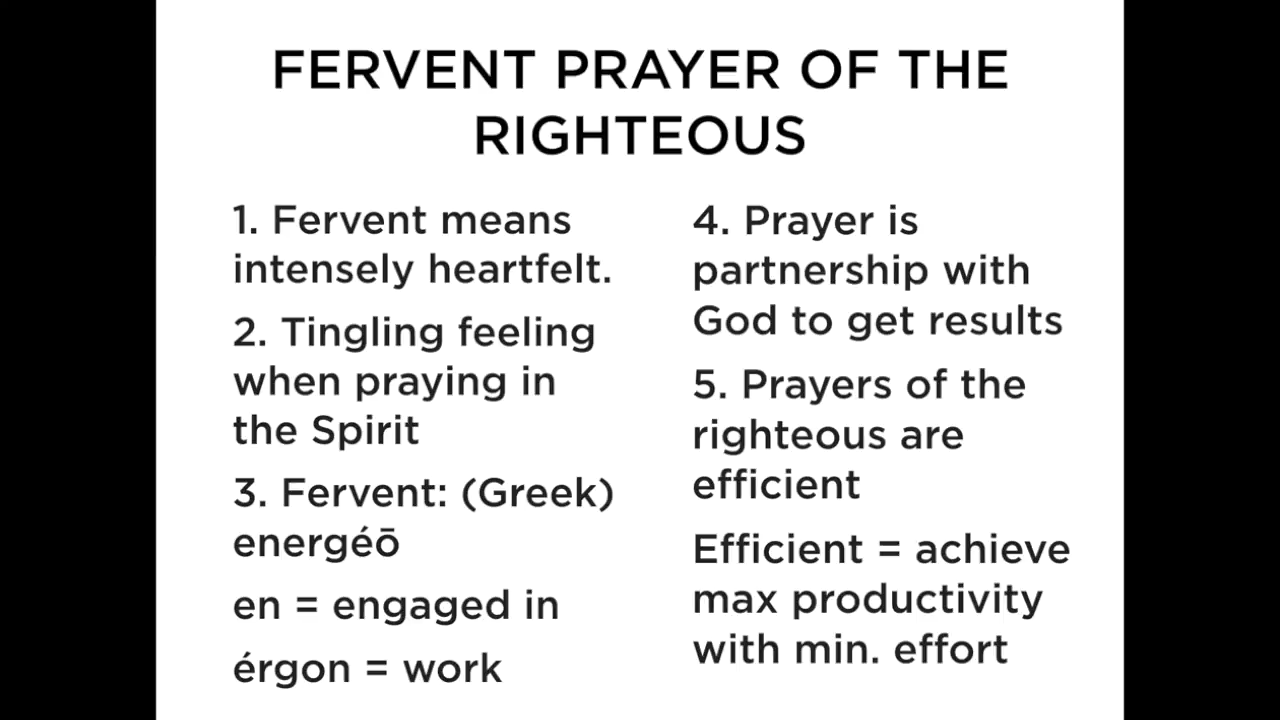 FERVENT PRAYER OF THE
RIGHTEOUS
1. Fervent means
intensely heartfelt.
2. Tingling feeling
when praying in
the Spirit
3. Fervent: (Greek)
energéō
en = engaged in
érgon = work
4. Prayer is
partnership with
God to get results
5. Prayers of the
righteous are
efficient
Efficient = achieve
max productivity
with min. effort